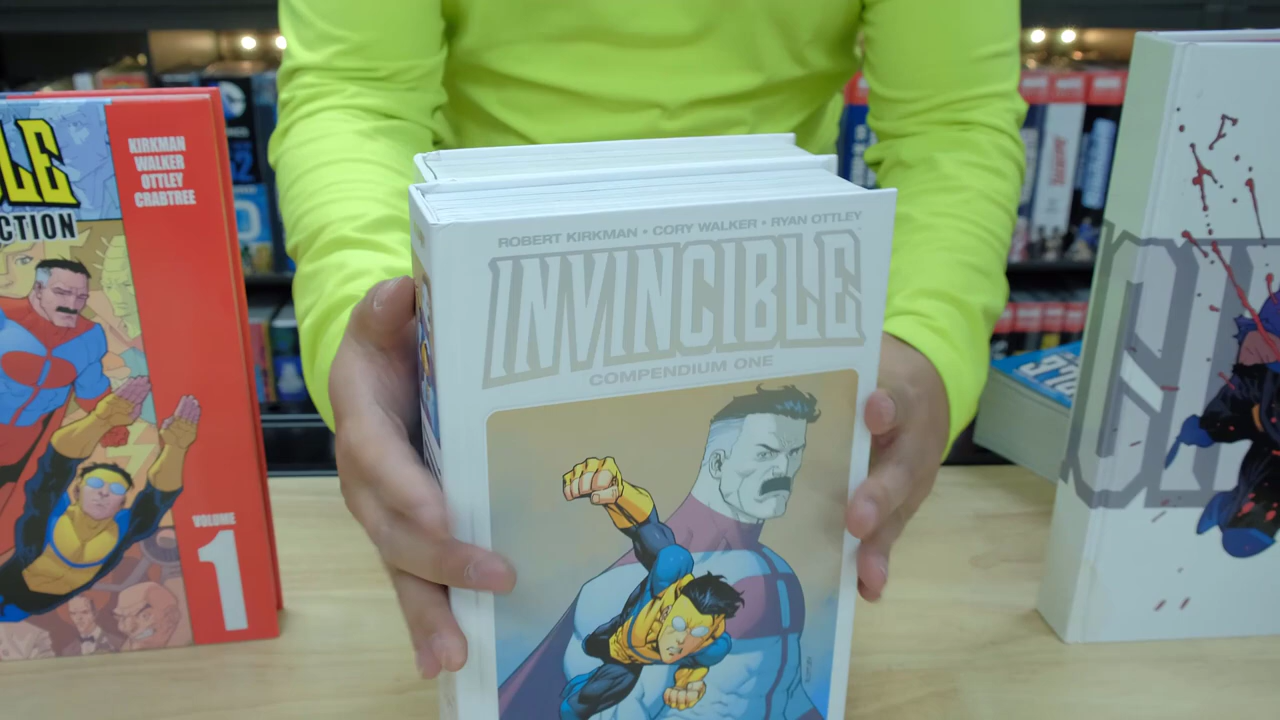 LE
CTION
KIRKMAN
WALKER
OTTLEY
CRABTREE
VOLUME
1
ROBERT KIRKMAN • CORY WALKER • RYAN OTTLEY
INVINCIBLE
COMPENDIUM ONE